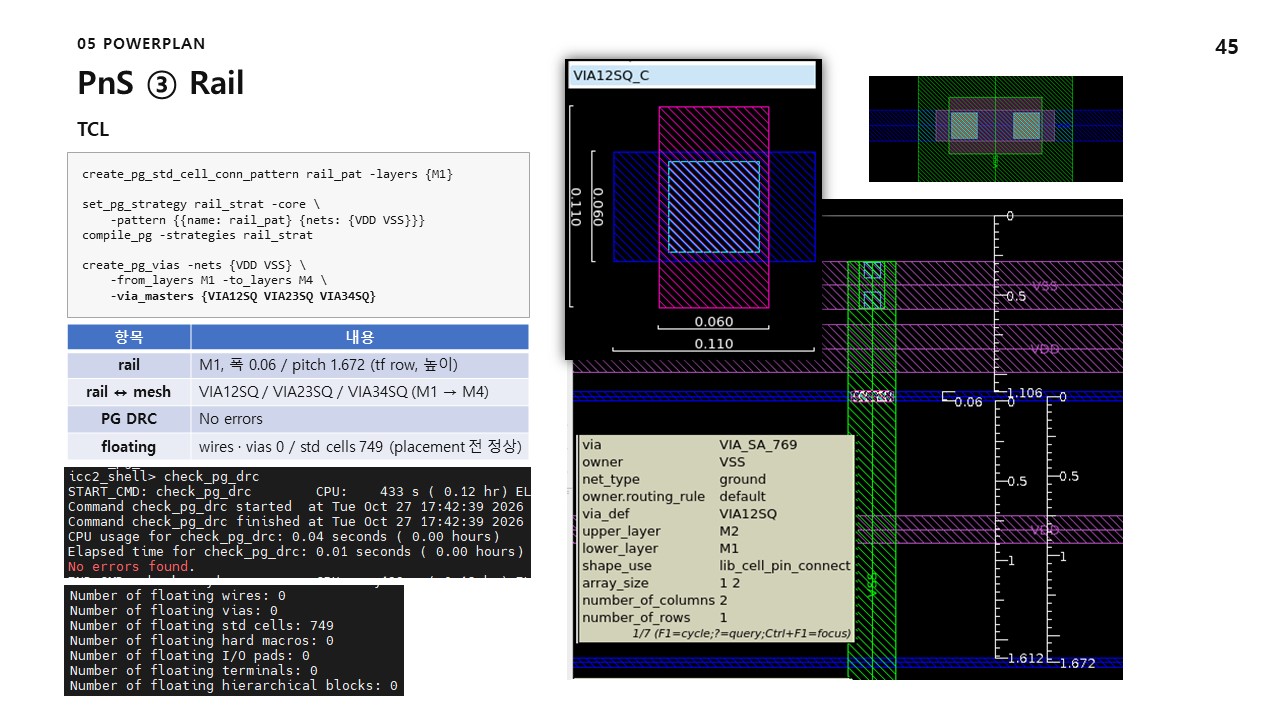 05 POWERPLAN
45
PnS ③ Rail
TCL
create_pg_std_cell_conn_pattern rail_pat -layers {M1}
set_pg_strategy rail_strat -core \
-pattern {{name: rail_pat} {nets: {VDD VSS}}}
compile_pg -strategies rail_strat
create_pg_vias -nets {VDD VSS} \
-from_layers M1 -to_layers M4 \
-via_masters {VIA12SQ VIA23SQ VIA34SQ}
항목 내용
rail M1, 폭 0.06 / pitch 1.672 (tf row, 높이)
rail ↔ mesh VIA12SQ / VIA23SQ / VIA34SQ (M1 → M4)
PG DRC No errors
floating wires · vias 0 / std cells 749 (placement 전 정상)
icc2_shell> check_pg_drc
START_CMD: check_pg_drc CPU: 433 s ( 0.12 hr) EL
Command check_pg_drc started at Tue Oct 27 17:42:39 2026
Command check_pg_drc finished at Tue Oct 27 17:42:39 2026
CPU usage for check_pg_drc: 0.04 seconds ( 0.00 hours)
Elapsed time for check_pg_drc: 0.01 seconds ( 0.00 hours)
No errors found.
Number of floating wires: 0
Number of floating vias: 0
Number of floating std cells: 749
Number of floating hard macros: 0
Number of floating I/O pads: 0
Number of floating terminals: 0
Number of floating hierarchical blocks: 0
VIA12SQ_C
0.110
0.060
0.060
0.110
0
0.5
VSS
VDD
1.106
0.06
0
0
0.5
0.5
VDD
1
1
VSS
1.612
1.672
via VIA_SA_769
owner VSS
net_type ground
owner.routing_rule default
via_def VIA12SQ
upper_layer M2
lower_layer M1
shape_use lib_cell_pin_connect
array_size 1 2
number_of_columns 2
number_of_rows 1
1/7 (F1=cycle;?=query;Ctrl+F1=focus)